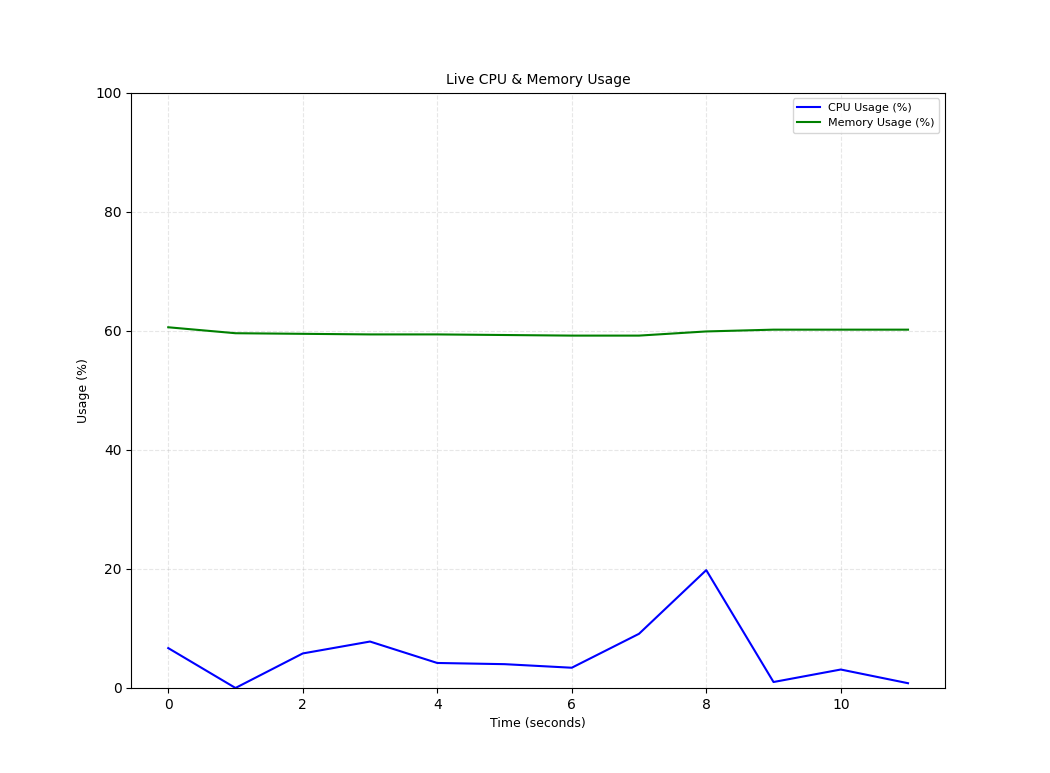 Live CPU & Memory Usage
100
80
60
40
20
0
Usage (%)
CPU Usage (%)
Memory Usage (%)
0 2 4 6 8 10
Time (seconds)